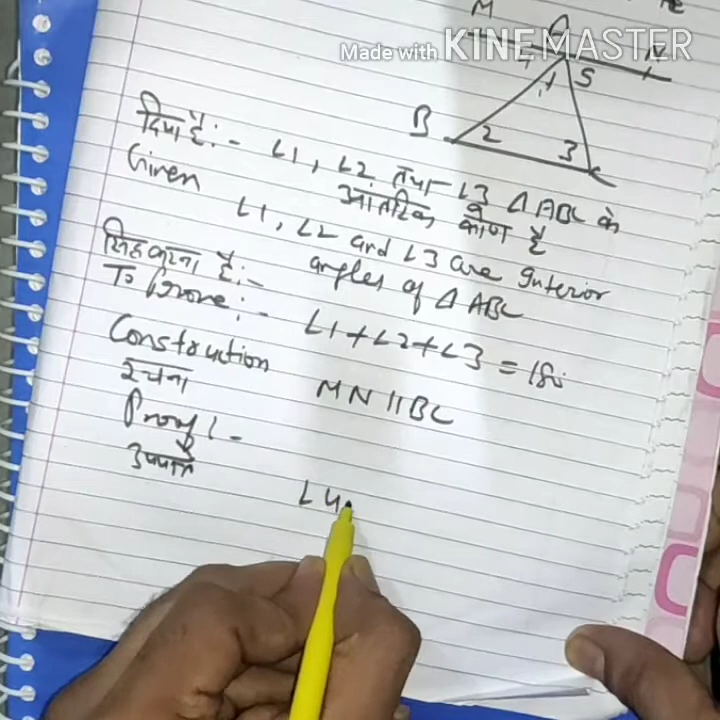 Made with KINEMASTER
M A N
4 1 5
B 2 3 C
दिया है:- ∠1, ∠2 तथा ∠3 △ABC के
आंतरिक कोण है
Given ∠1, ∠2 and ∠3 are Interior
angles of △ABC
सिद्ध करना है:-
To Prove:- ∠1+∠2+∠3 = 180
Construction
रचना MN || BC
Proof:-
उपपत्ति
∠4